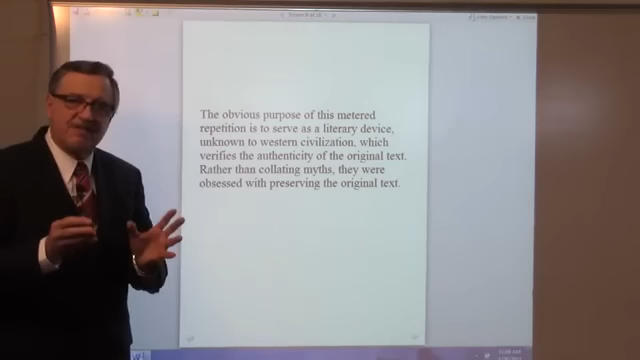 The obvious purpose of this metered
repetition is to serve as a literary device,
unknown to western civilization, which
verifies the authenticity of the original text.
Rather than collating myths, they were
obsessed with preserving the original text.